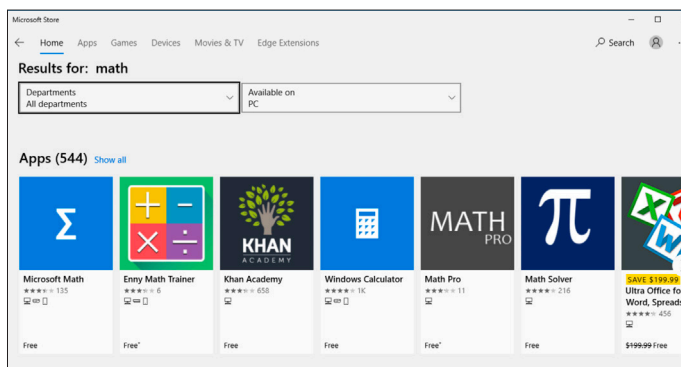 Microsoft Store
Home Apps Games Devices Movies & TV Edge Extensions Search
Results for: math
Departments
All departments
Available on
PC
Apps (544) Show all
Σ
+ − × ÷
KHAN
ACADEMY
MATH
PRO
π
X
W
Microsoft Math
135
Free
Enny Math Trainer
6
Free*
Khan Academy
658
Free
Windows Calculator
1K
Free
Math Pro
11
Free*
Math Solver
216
Free
SAVE $199.99
Ultra Office fo
Word, Spreads
456
$199.99 Free